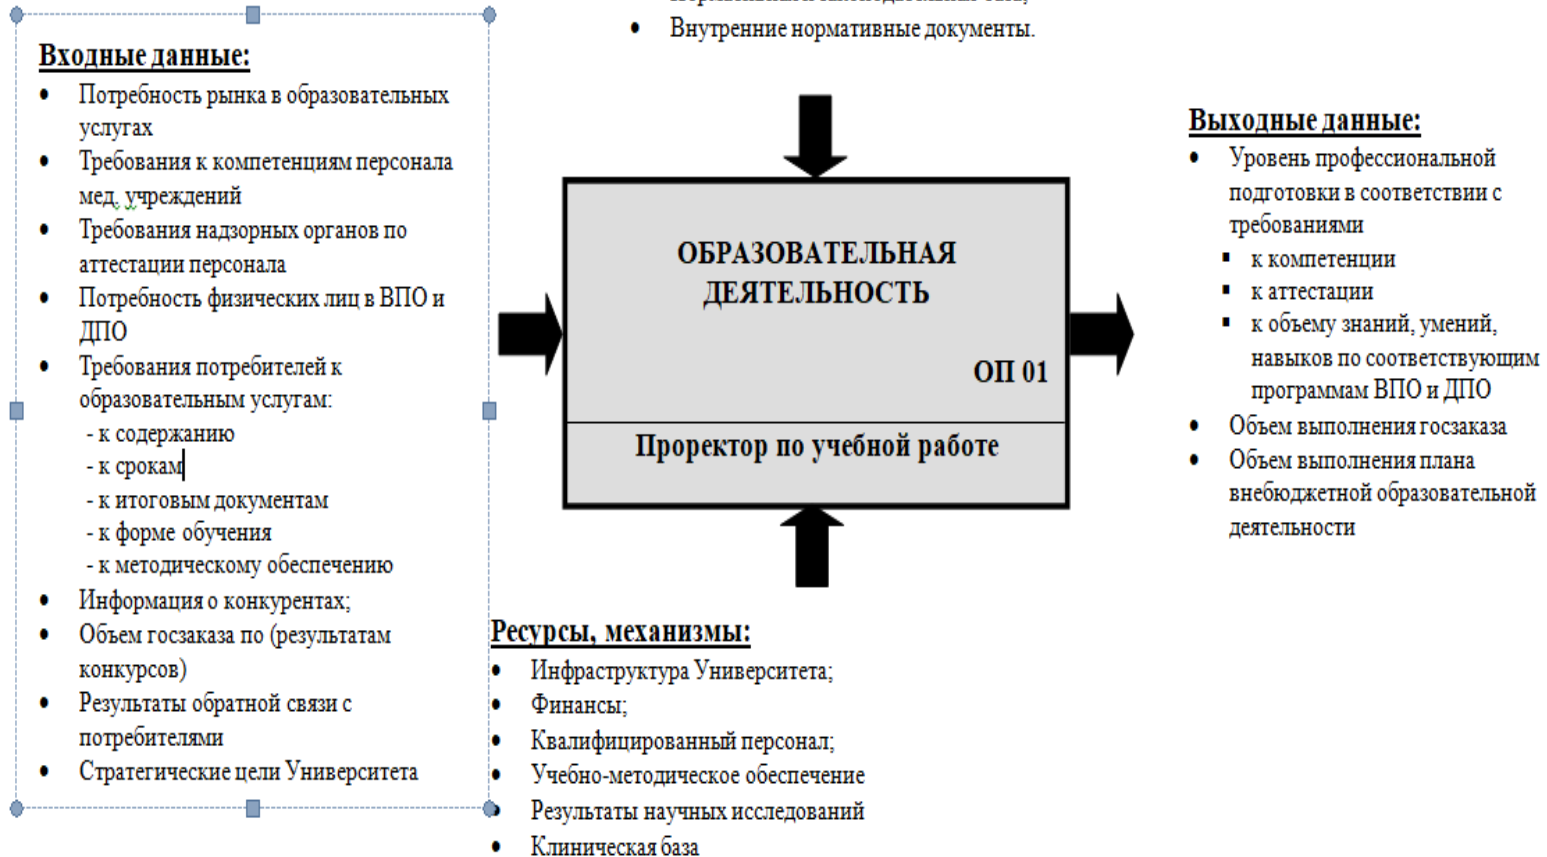 Входные данные:
• Потребность рынка в образовательных
услугах
• Требования к компетенциям персонала
мед. учреждений
• Требования надзорных органов по
аттестации персонала
• Потребность физических лиц в ВПО и
ДПО
• Требования потребителей к
образовательным услугам:
- к содержанию
- к срокам
- к итоговым документам
- к форме обучения
- к методическому обеспечению
• Информация о конкурентах;
• Объем госзаказа по (результатам
конкурсов)
• Результаты обратной связи с
потребителями
• Стратегические цели Университета
• Внутренние нормативные документы.
ОБРАЗОВАТЕЛЬНАЯ
ДЕЯТЕЛЬНОСТЬ
ОП 01
Проректор по учебной работе
Ресурсы, механизмы:
• Инфраструктура Университета;
• Финансы;
• Квалифицированный персонал;
• Учебно-методическое обеспечение
• Результаты научных исследований
• Клиническая база
Выходные данные:
• Уровень профессиональной
подготовки в соответствии с
требованиями
▪ к компетенции
▪ к аттестации
▪ к объему знаний, умений,
навыков по соответствующим
программам ВПО и ДПО
• Объем выполнения госзаказа
• Объем выполнения плана
внебюджетной образовательной
деятельности